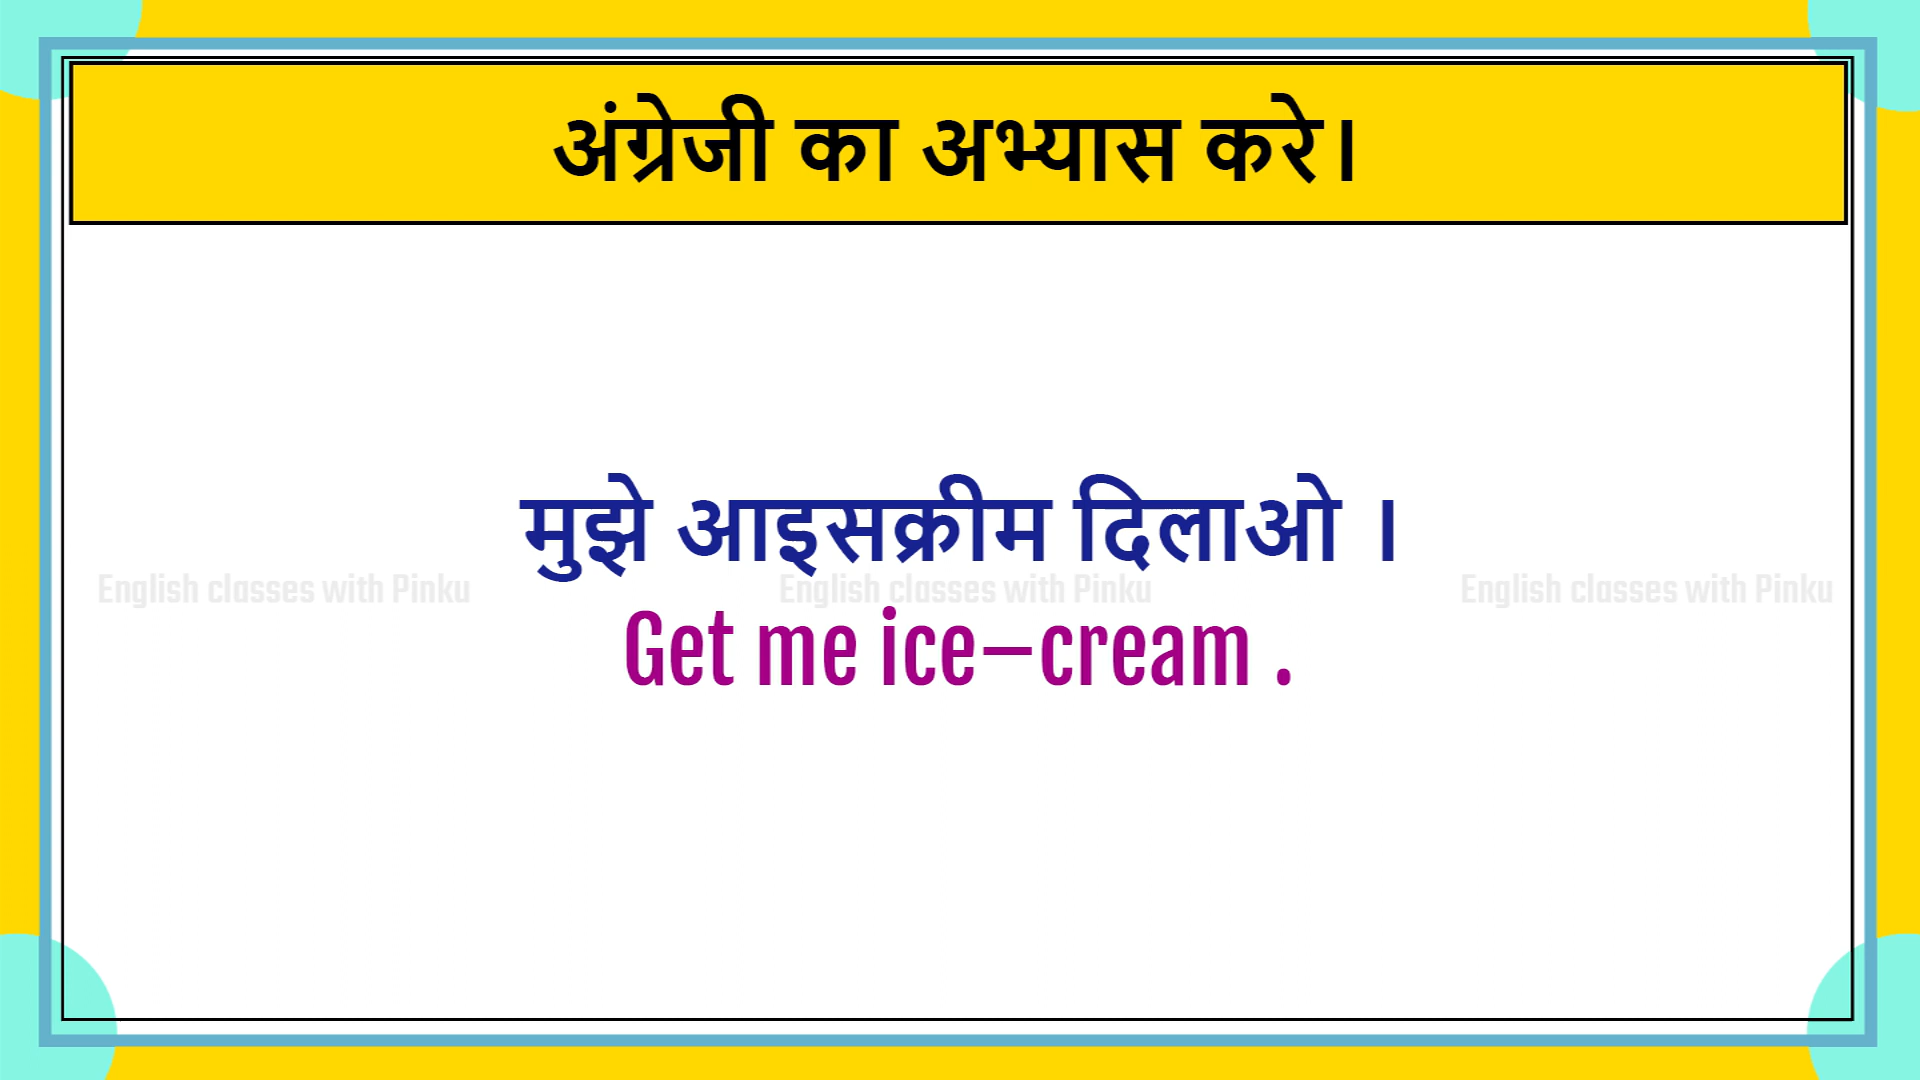 अंग्रेजी का अभ्यास करे।
मुझे आइसक्रीम दिलाओ ।
English classes with Pinku English classes with Pinku English classes with Pinku
Get me ice–cream .